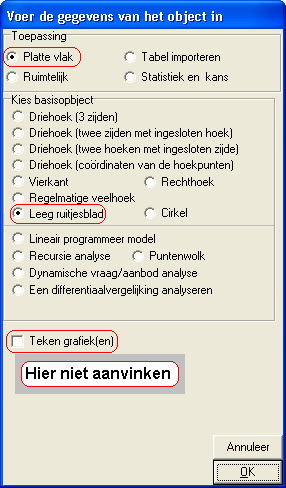 Voer de gegevens van het object in
Toepassing
Platte vlak
Tabel importeren
Ruimtelijk
Statistiek en kans
Kies basisobject
Driehoek (3 zijden)
Driehoek (twee zijden met ingesloten hoek)
Driehoek (twee hoeken met ingesloten zijde)
Driehoek (coördinaten van de hoekpunten)
Vierkant
Rechthoek
Regelmatige veelhoek
Leeg ruitjesblad
Cirkel
Lineair programmeer model
Recursie analyse
Puntenwolk
Dynamische vraag/aanbod analyse
Een differentiaalvergelijking analyseren
Teken grafiek(en)
Hier niet aanvinken
Annuleer
OK